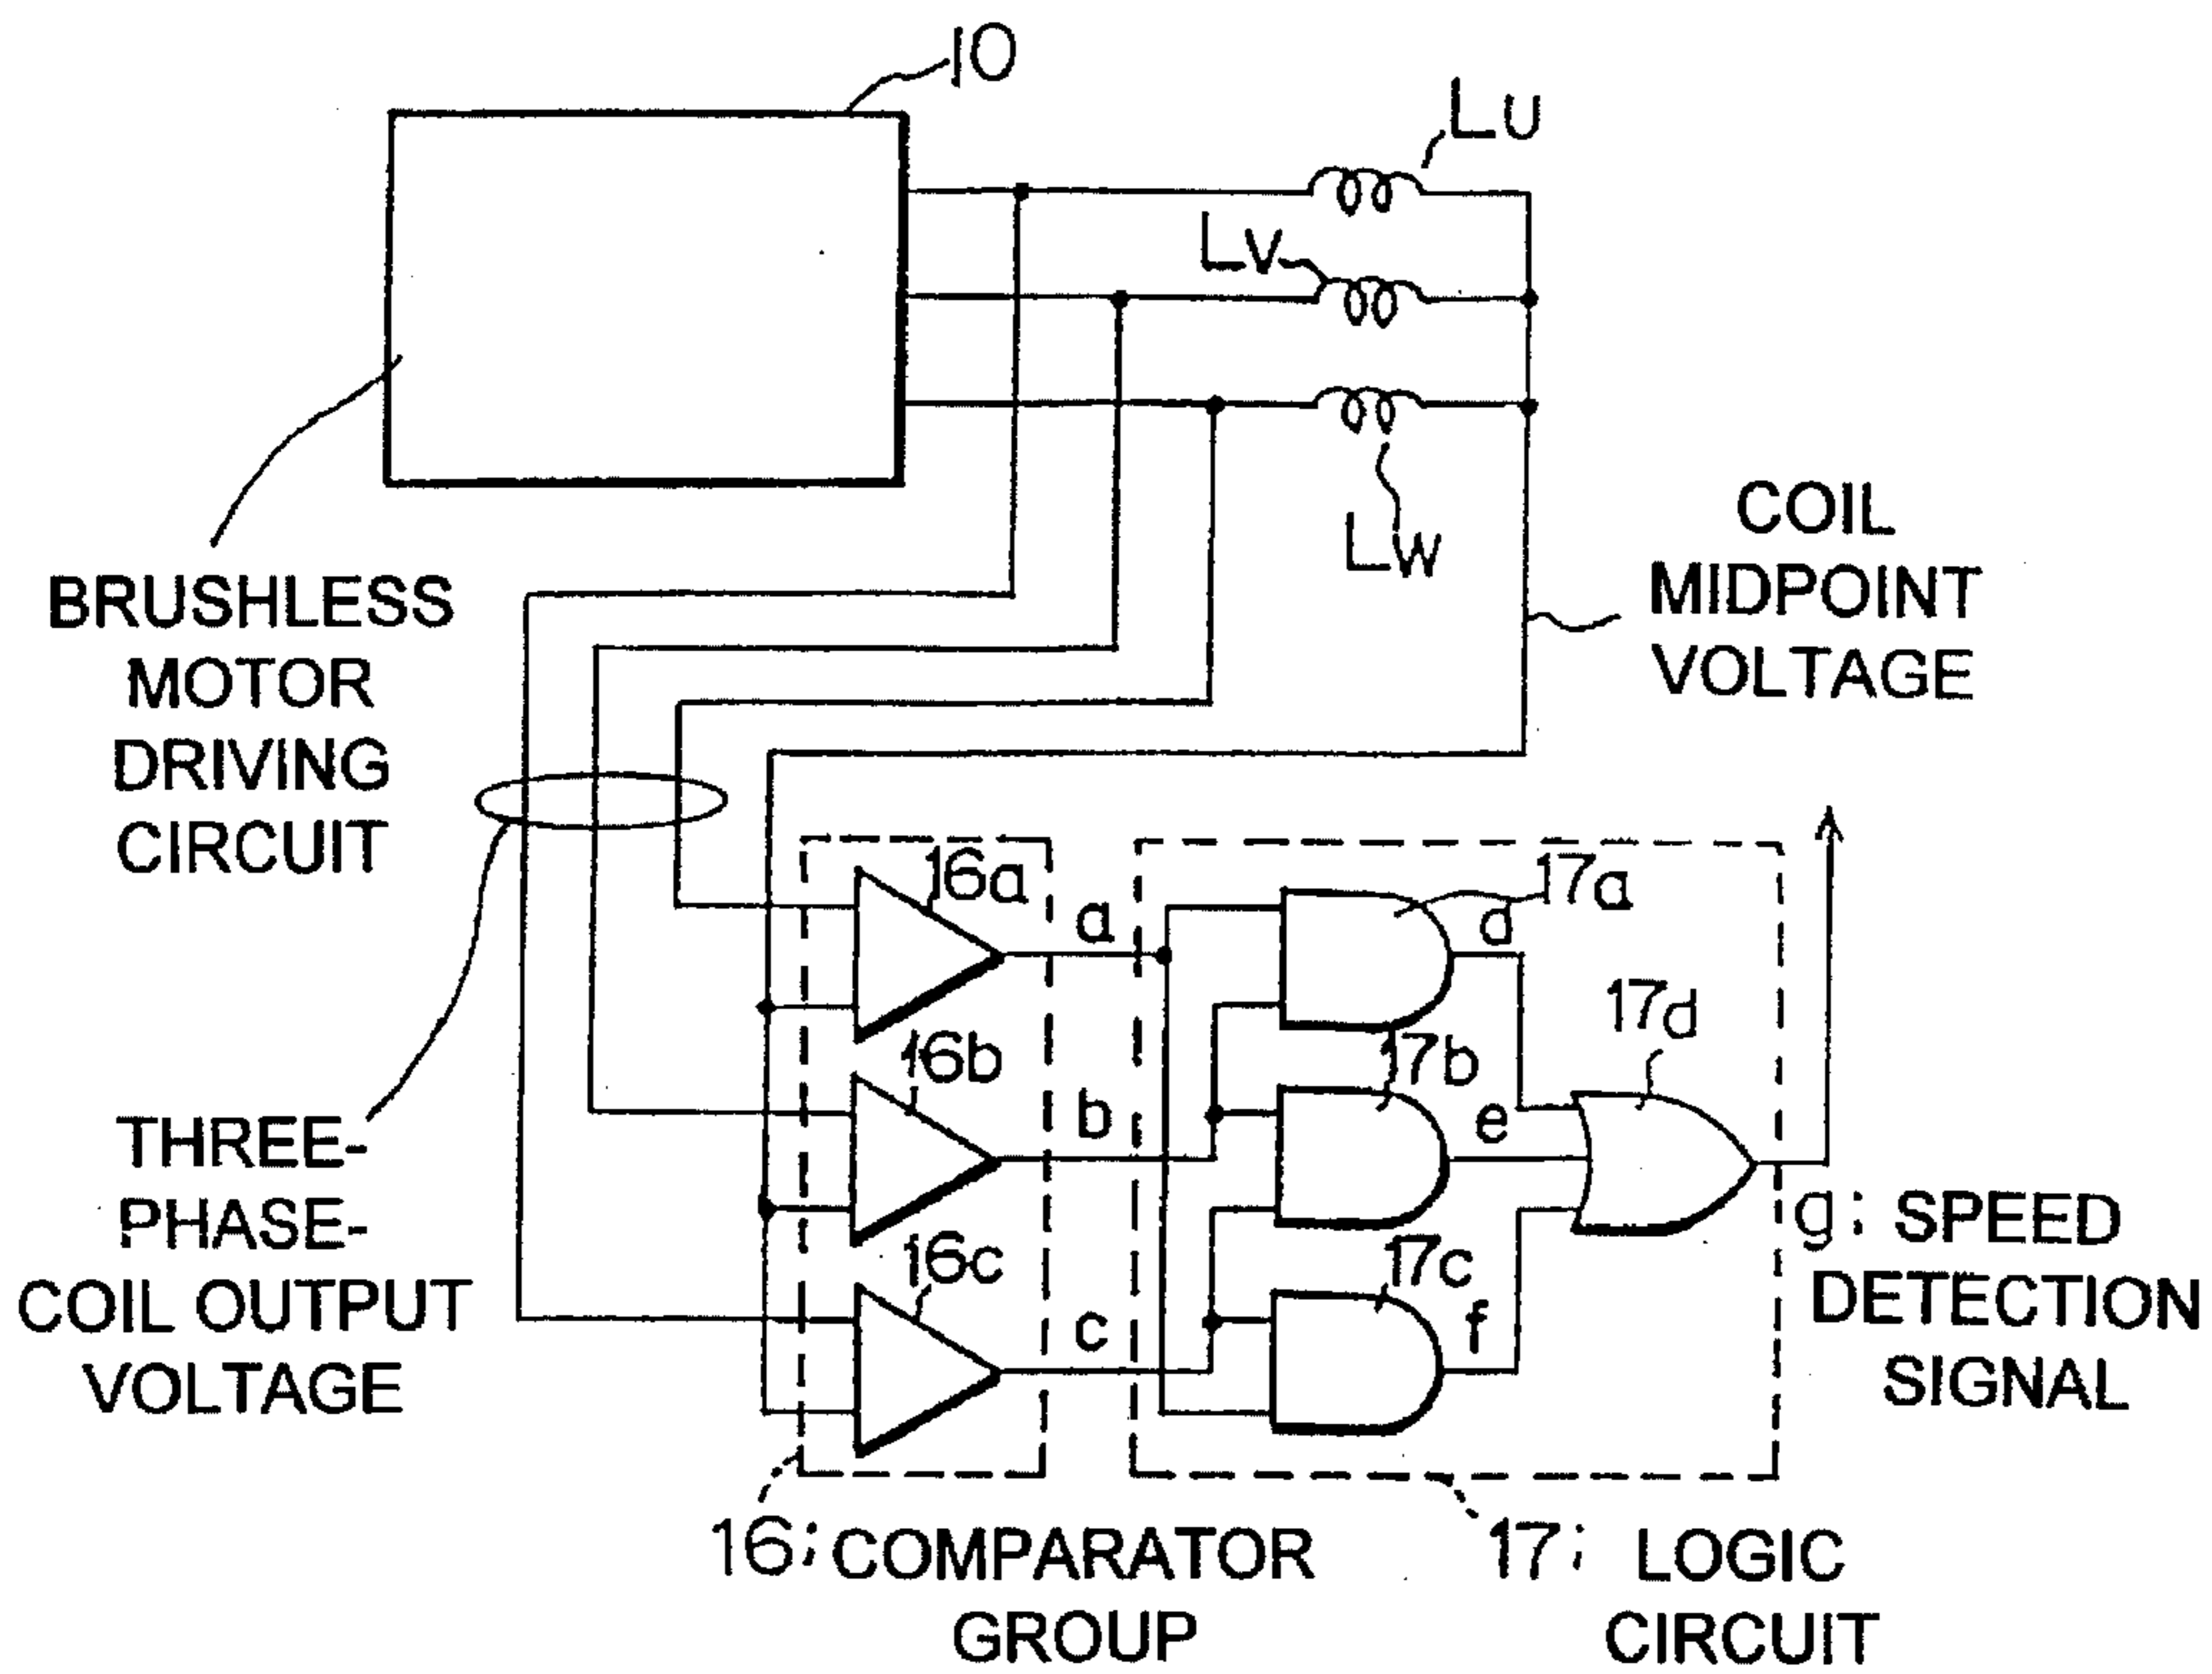 10
LU
LV
LW
BRUSHLESS
MOTOR
DRIVING
CIRCUIT
COIL
MIDPOINT
VOLTAGE
THREE-
PHASE-
COIL OUTPUT
VOLTAGE
16a
a
16b
b
16c
c
17a
d
17b
e
17c
f
17d
g: SPEED
DETECTION
SIGNAL
16; COMPARATOR
GROUP
17; LOGIC
CIRCUIT